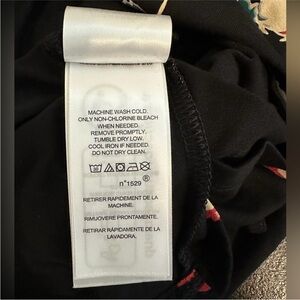 MACHINE WASH COLD.
ONLY NON-CHLORINE BLEACH
WHEN NEEDED.
REMOVE PROMPTLY.
TUMBLE DRY LOW.
COOL IRON IF NEEDED.
DO NOT DRY CLEAN.
n°1529 ®
RETIRER RAPIDEMENT DE LA
MACHINE.
RIMUOVERE PRONTAMENTE.
RETIRAR RÁPIDAMENTE DE LA
LAVADORA.